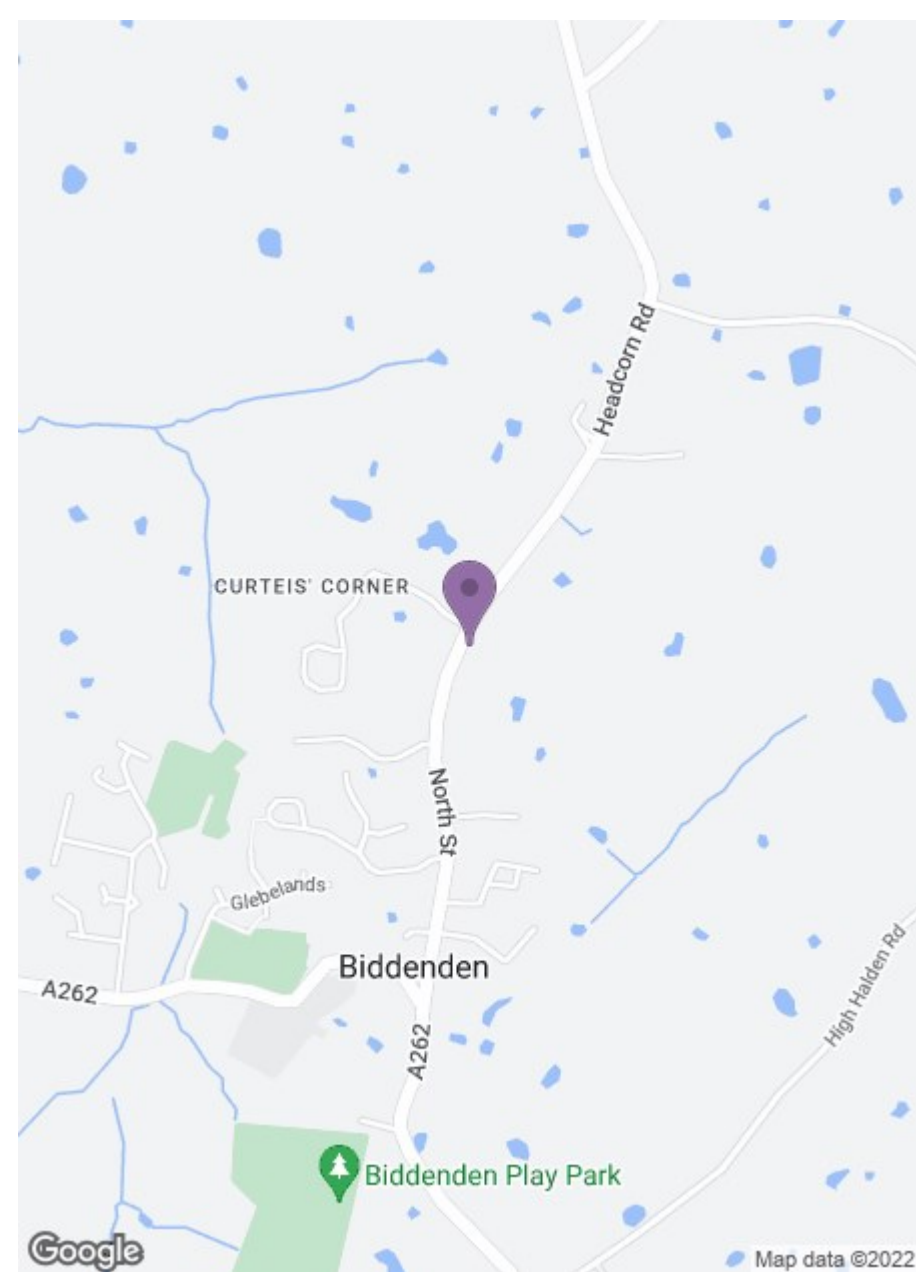 Headcorn Rd
CURTEIS' CORNER
North St
Glebelands
Biddenden
A262
High Halden Rd
A262
Biddenden Play Park
Google
Map data ©2022